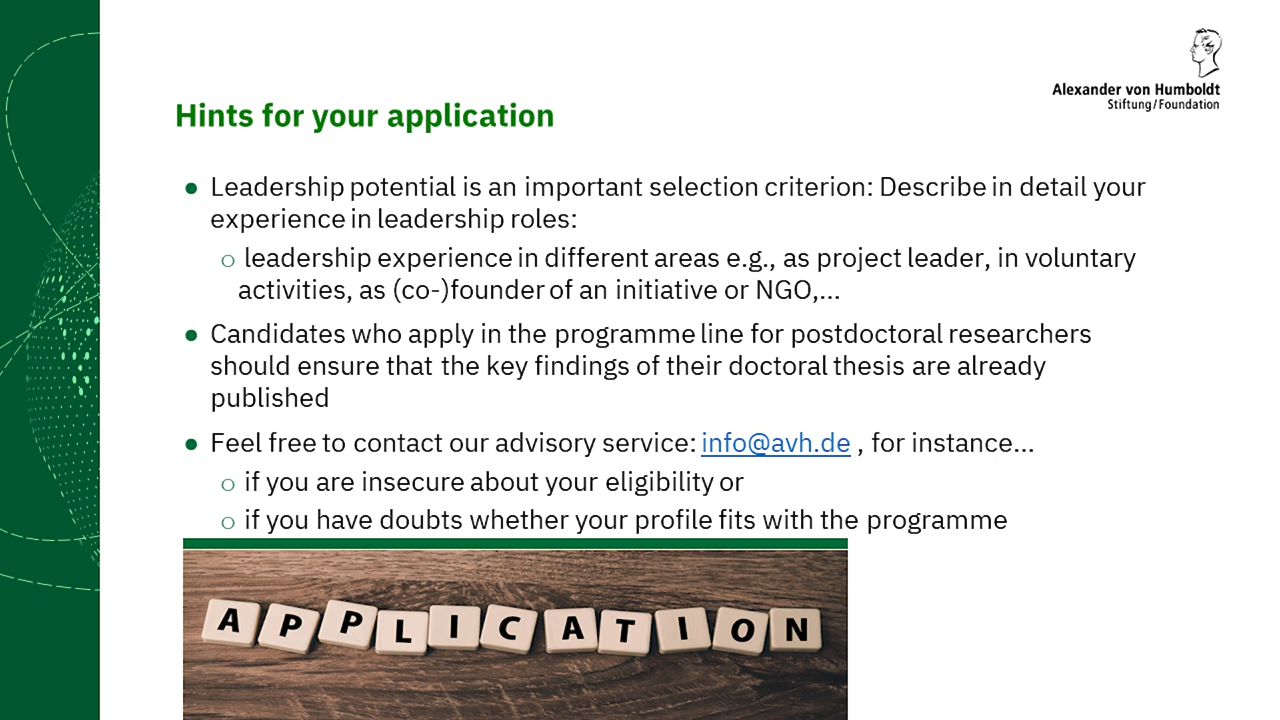 Alexander von Humboldt
Stiftung/Foundation
Hints for your application
● Leadership potential is an important selection criterion: Describe in detail your
experience in leadership roles:
○ leadership experience in different areas e.g., as project leader, in voluntary
activities, as (co-)founder of an initiative or NGO,...
● Candidates who apply in the programme line for postdoctoral researchers
should ensure that the key findings of their doctoral thesis are already
published
● Feel free to contact our advisory service: info@avh.de , for instance...
○ if you are insecure about your eligibility or
○ if you have doubts whether your profile fits with the programme
APPLICATION